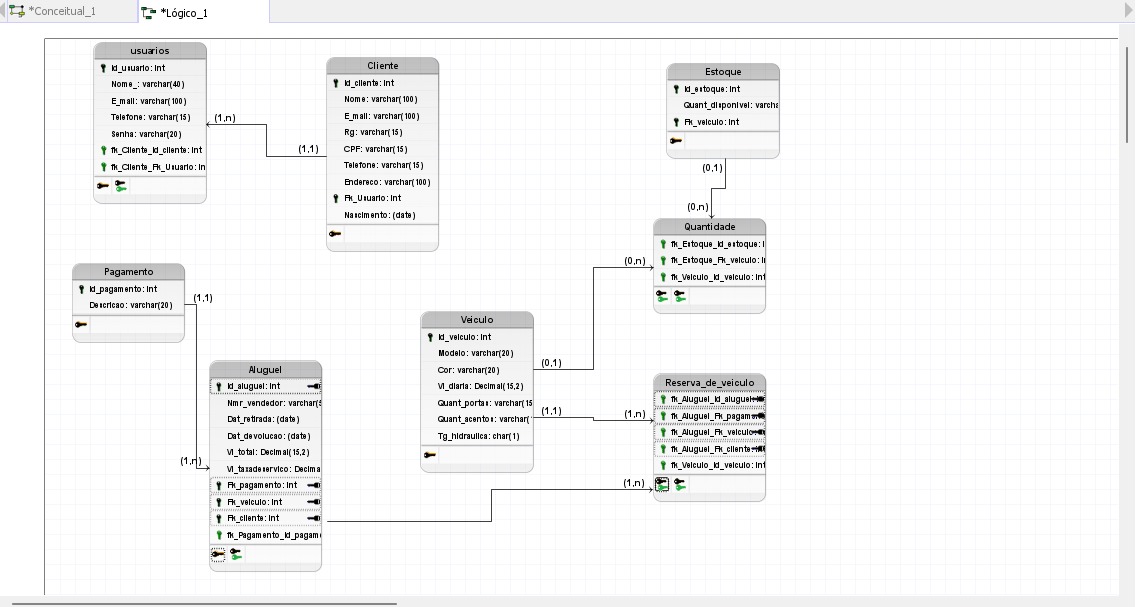 *Conceitual_1
*Lógico_1
usuarios
Id_usuario: Int
Nome_: varchar(40)
E_mail: varchar(100)
Telefone: varchar(15)
Senha: varchar(20)
fk_Cliente_Id_cliente: Int
fk_Cliente_Fk_Usuario: In
(1,n)
(1,1)
Cliente
Id_cliente: Int
Nome: varchar(100)
E_mail: varchar(100)
Rg: varchar(15)
CPF: varchar(15)
Telefone: varchar(15)
Endereco: varchar(100)
Fk_Usuario: Int
Nascimento: (date)
Estoque
Id_estoque: Int
Quant_disponivel: varcha
Fk_veiculo: Int
(0,1)
(0,n)
Quantidade
fk_Estoque_Id_estoque: I
fk_Estoque_Fk_veiculo: I
fk_Veiculo_Id_veiculo: Int
(0,n)
Pagamento
Id_pagamento: Int
Descricao: varchar(20)
(1,1)
(1,n)
Aluguel
Id_aluguel: Int
Nmr_vendedor: varchar(5
Dat_retirada: (date)
Dat_devolucao: (date)
Vl_total: Decimal(15,2)
Vl_taxadeservico: Decima
Fk_pagamento: Int
Fk_veiculo: Int
Fk_cliente: Int
fk_Pagamento_Id_pagam
Veiculo
Id_veiculo: Int
Modelo: varchar(20)
Cor: varchar(20)
Vl_diaria: Decimal(15,2)
Quant_portas: varchar(15
Quant_acentos: varchar(
Tg_hidraulica: char(1)
(0,1)
(1,1)
(1,n)
(1,n)
Reserva_de_veiculo
fk_Aluguel_Id_aluguel
fk_Aluguel_Fk_pagam
fk_Aluguel_Fk_veiculo
fk_Aluguel_Fk_cliente
fk_Veiculo_Id_veiculo: Int